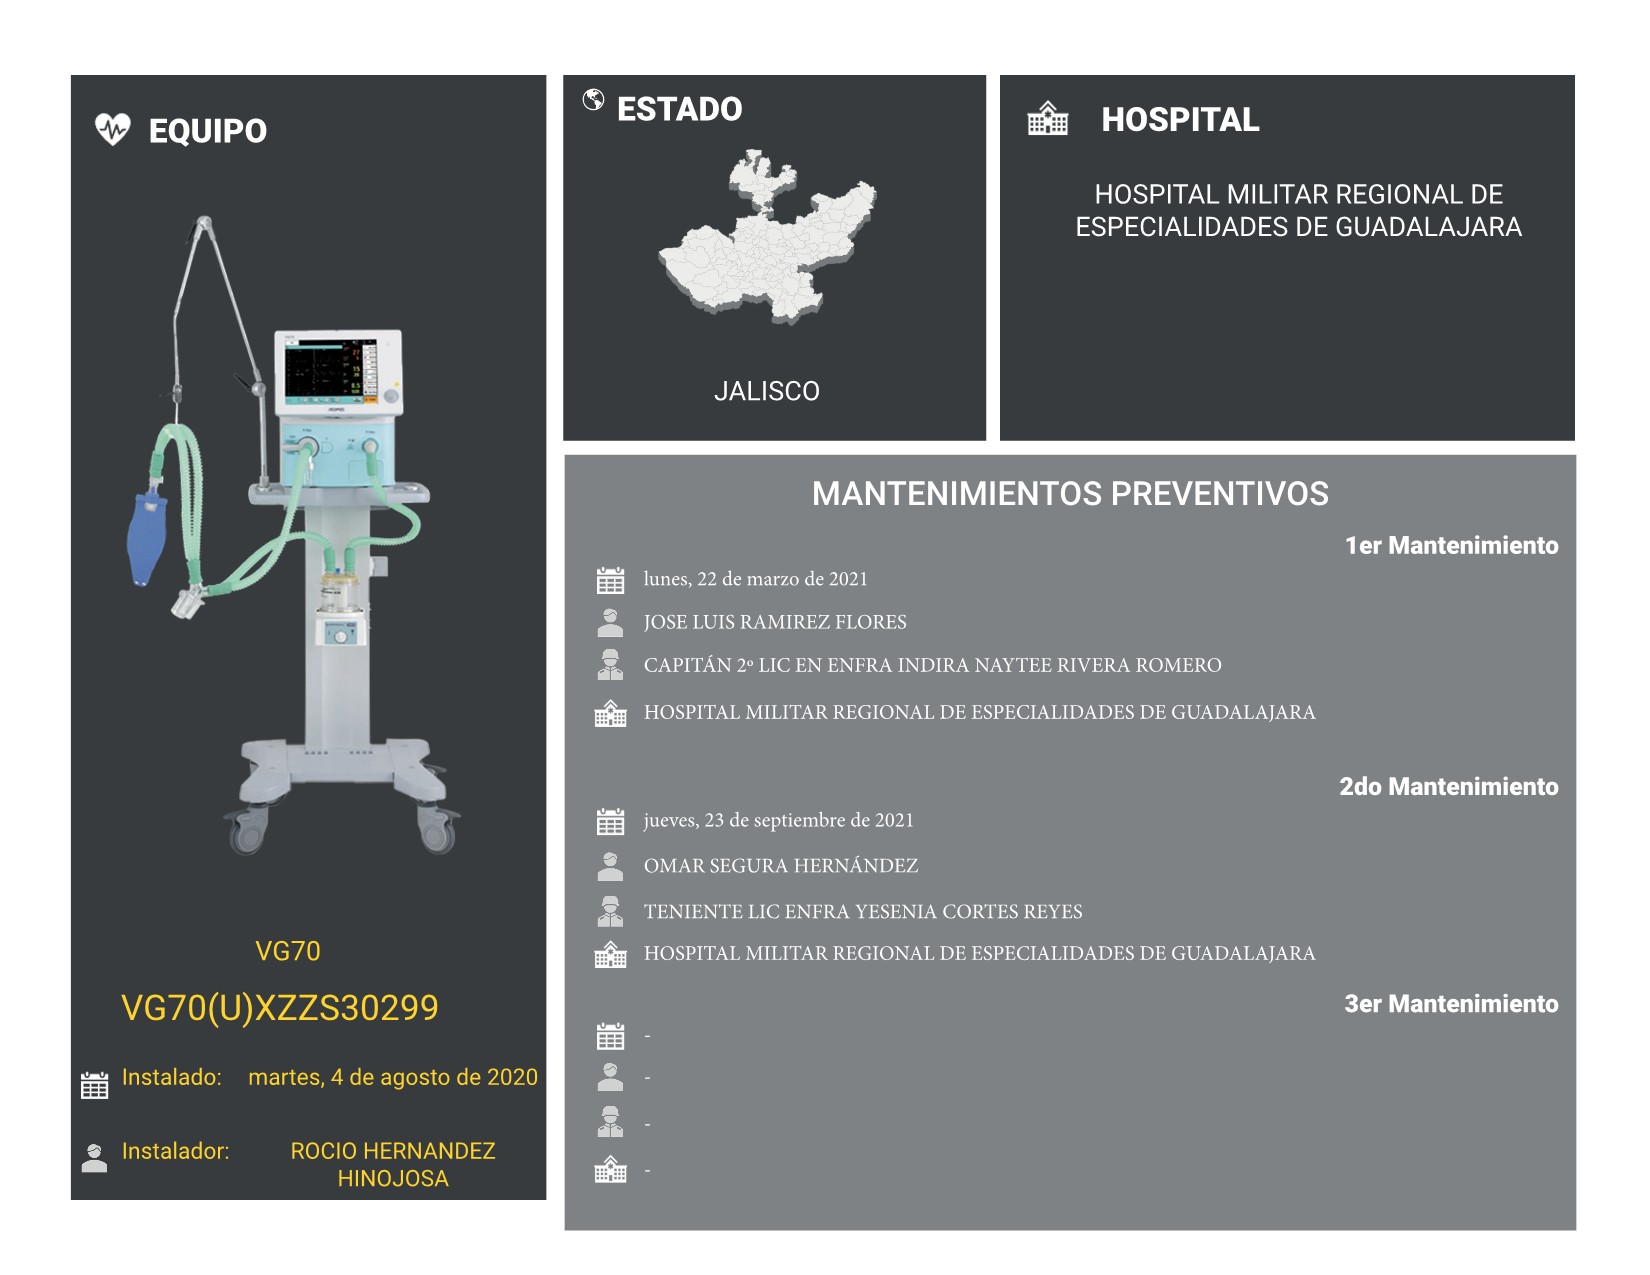 EQUIPO
VG70
VG70(U)XZZS30299
Instalado: martes, 4 de agosto de 2020
Instalador: ROCIO HERNANDEZ
HINOJOSA
ESTADO
JALISCO
HOSPITAL
HOSPITAL MILITAR REGIONAL DE
ESPECIALIDADES DE GUADALAJARA
MANTENIMIENTOS PREVENTIVOS
1er Mantenimiento
lunes, 22 de marzo de 2021
JOSE LUIS RAMIREZ FLORES
CAPITÁN 2º LIC EN ENFRA INDIRA NAYTEE RIVERA ROMERO
HOSPITAL MILITAR REGIONAL DE ESPECIALIDADES DE GUADALAJARA
2do Mantenimiento
jueves, 23 de septiembre de 2021
OMAR SEGURA HERNÁNDEZ
TENIENTE LIC ENFRA YESENIA CORTES REYES
HOSPITAL MILITAR REGIONAL DE ESPECIALIDADES DE GUADALAJARA
3er Mantenimiento
-
-
-
-